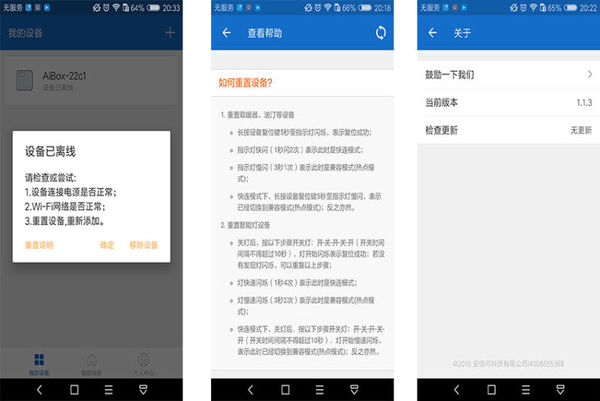 无服务 64% 20:33
我的设备
AiBox-22c1
设备已离线
设备已离线
请检查或尝试:
1.设备连接电源是否正常;
2.Wi-Fi网络是否正常;
3.重置设备,重新添加。
重置说明 确定 移除设备
我的设备 智能场景 个人中心
无服务 66% 20:18
查看帮助
如何重置设备?
1. 重置取暖器、油汀等设备
长按设备复位键5秒至指示灯闪烁,表示复位成功;
指示灯快闪(1秒闪2次)表示此时是快连模式;
指示灯慢闪(3秒1次)表示此时是兼容模式(热点模式);
快连模式下,长按设备复位键5秒至指示灯慢闪,表示已经切换到兼容模式(热点模式);反之亦然。
2. 重置智能灯设备
关灯后,按以下步骤开关灯:开-关-开-关-开(开关时间间隔不得超过10秒),灯开始闪烁表示复位成功;若没有发现灯闪烁,可以重复以上步骤;
灯快速闪烁(1秒4次)表示此时是快连模式;
灯慢速闪烁(3秒2次)表示此时是兼容模式(热点模式);
快连模式下,关灯后,按以下步骤开关灯:开-关-开-关-开(开关时间间隔不得超过10秒),灯开始慢速闪烁,表示此时已经切换到兼容模式(热点模式);反之亦然。
无服务 65% 20:22
关于
鼓励一下我们
当前版本 1.1.3
检查更新 无更新
©2016 安信可科技有限公司|4008555368